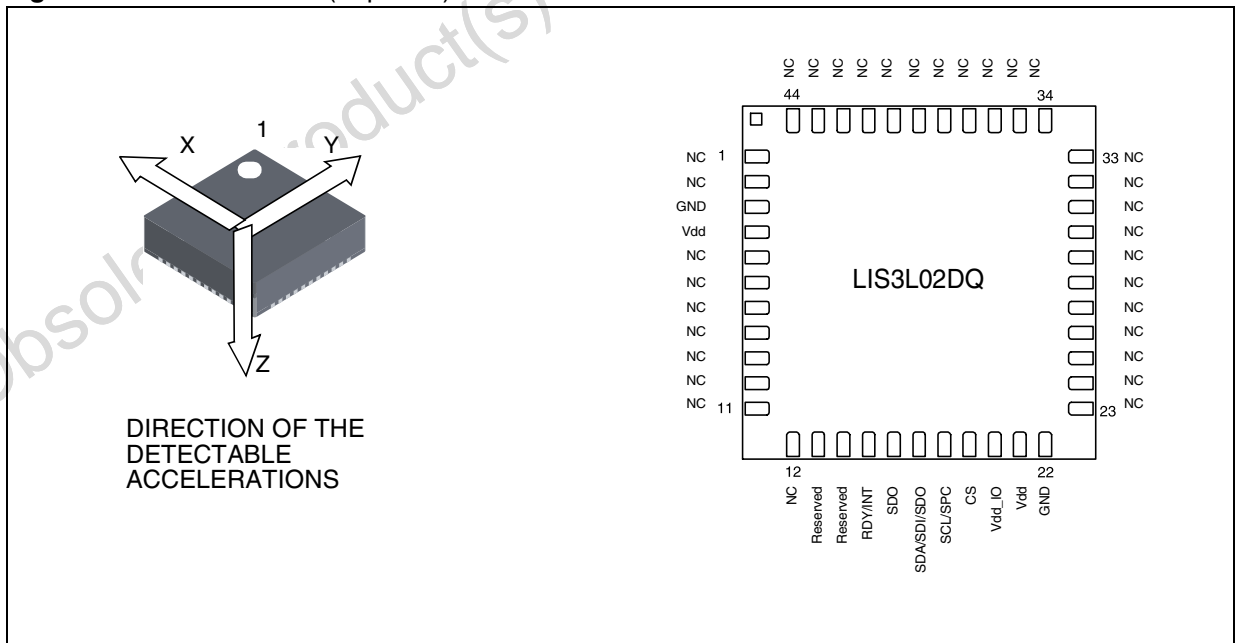 X
1
Y
Z
DIRECTION OF THE
DETECTABLE
ACCELERATIONS
NC NC NC NC NC NC NC NC NC NC NC
44 34
NC 1
NC
GND
Vdd
NC
NC
NC
NC
NC
NC
NC 11
LIS3L02DQ
33 NC
NC
NC
NC
NC
NC
NC
NC
NC
NC
23 NC
12 22
NC
Reserved
Reserved
RDY/INT
SDO
SDA/SDI/SDO
SCL/SPC
CS
Vdd_IO
Vdd
GND